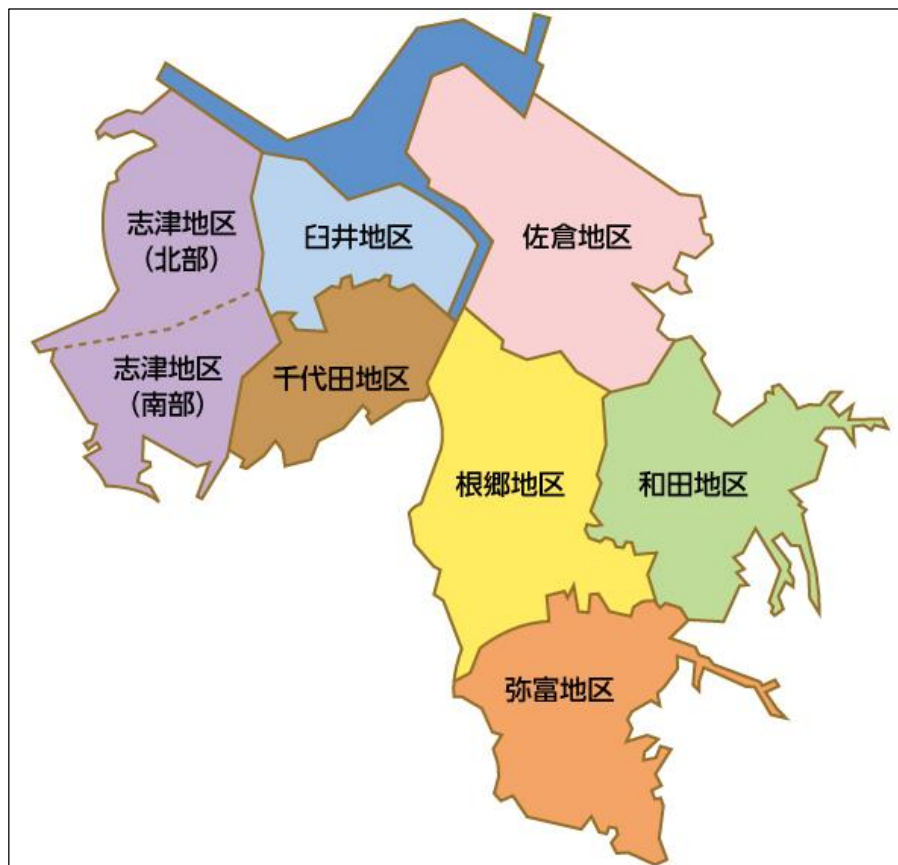 志津地区
（北部）
臼井地区
佐倉地区
志津地区
（南部）
千代田地区
根郷地区
和田地区
弥富地区